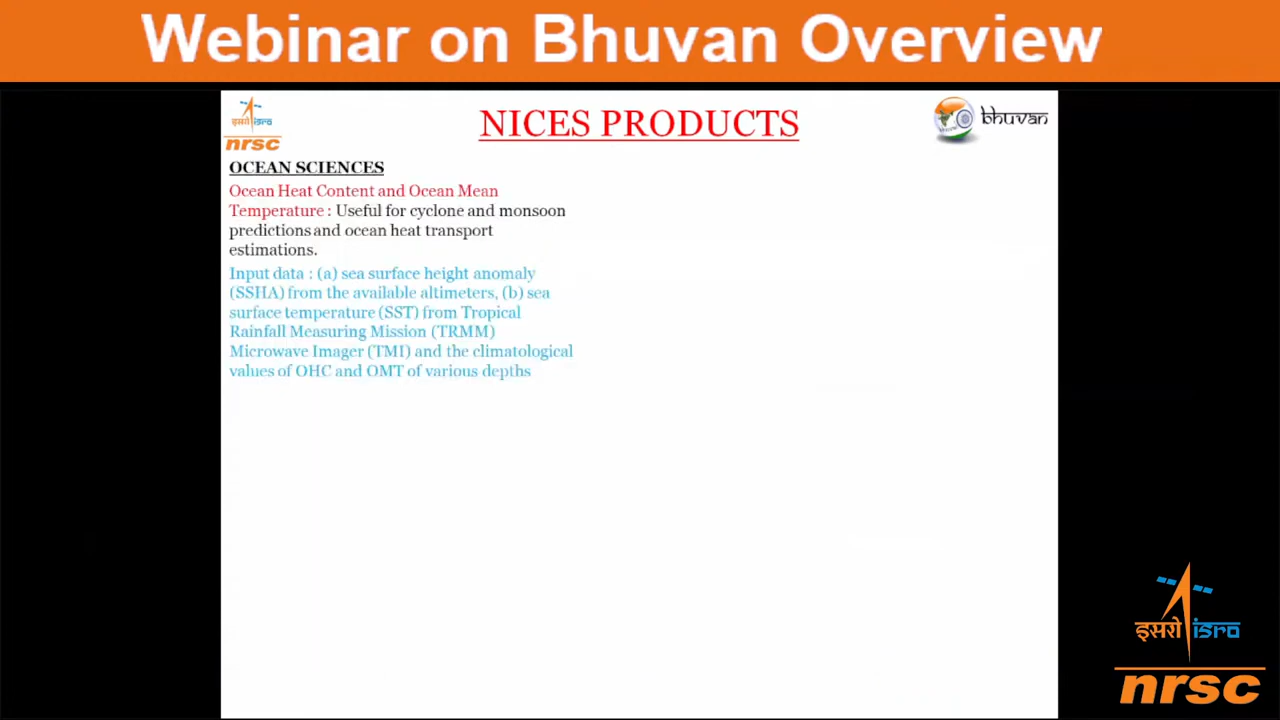 Webinar on Bhuvan Overview
इसरो isro
nrsc
NICES PRODUCTS
bhuvan
OCEAN SCIENCES
Ocean Heat Content and Ocean Mean
Temperature : Useful for cyclone and monsoon
predictions and ocean heat transport
estimations.
Input data : (a) sea surface height anomaly
(SSHA) from the available altimeters, (b) sea
surface temperature (SST) from Tropical
Rainfall Measuring Mission (TRMM)
Microwave Imager (TMI) and the climatological
values of OHC and OMT of various depths
इसरो isro
nrsc